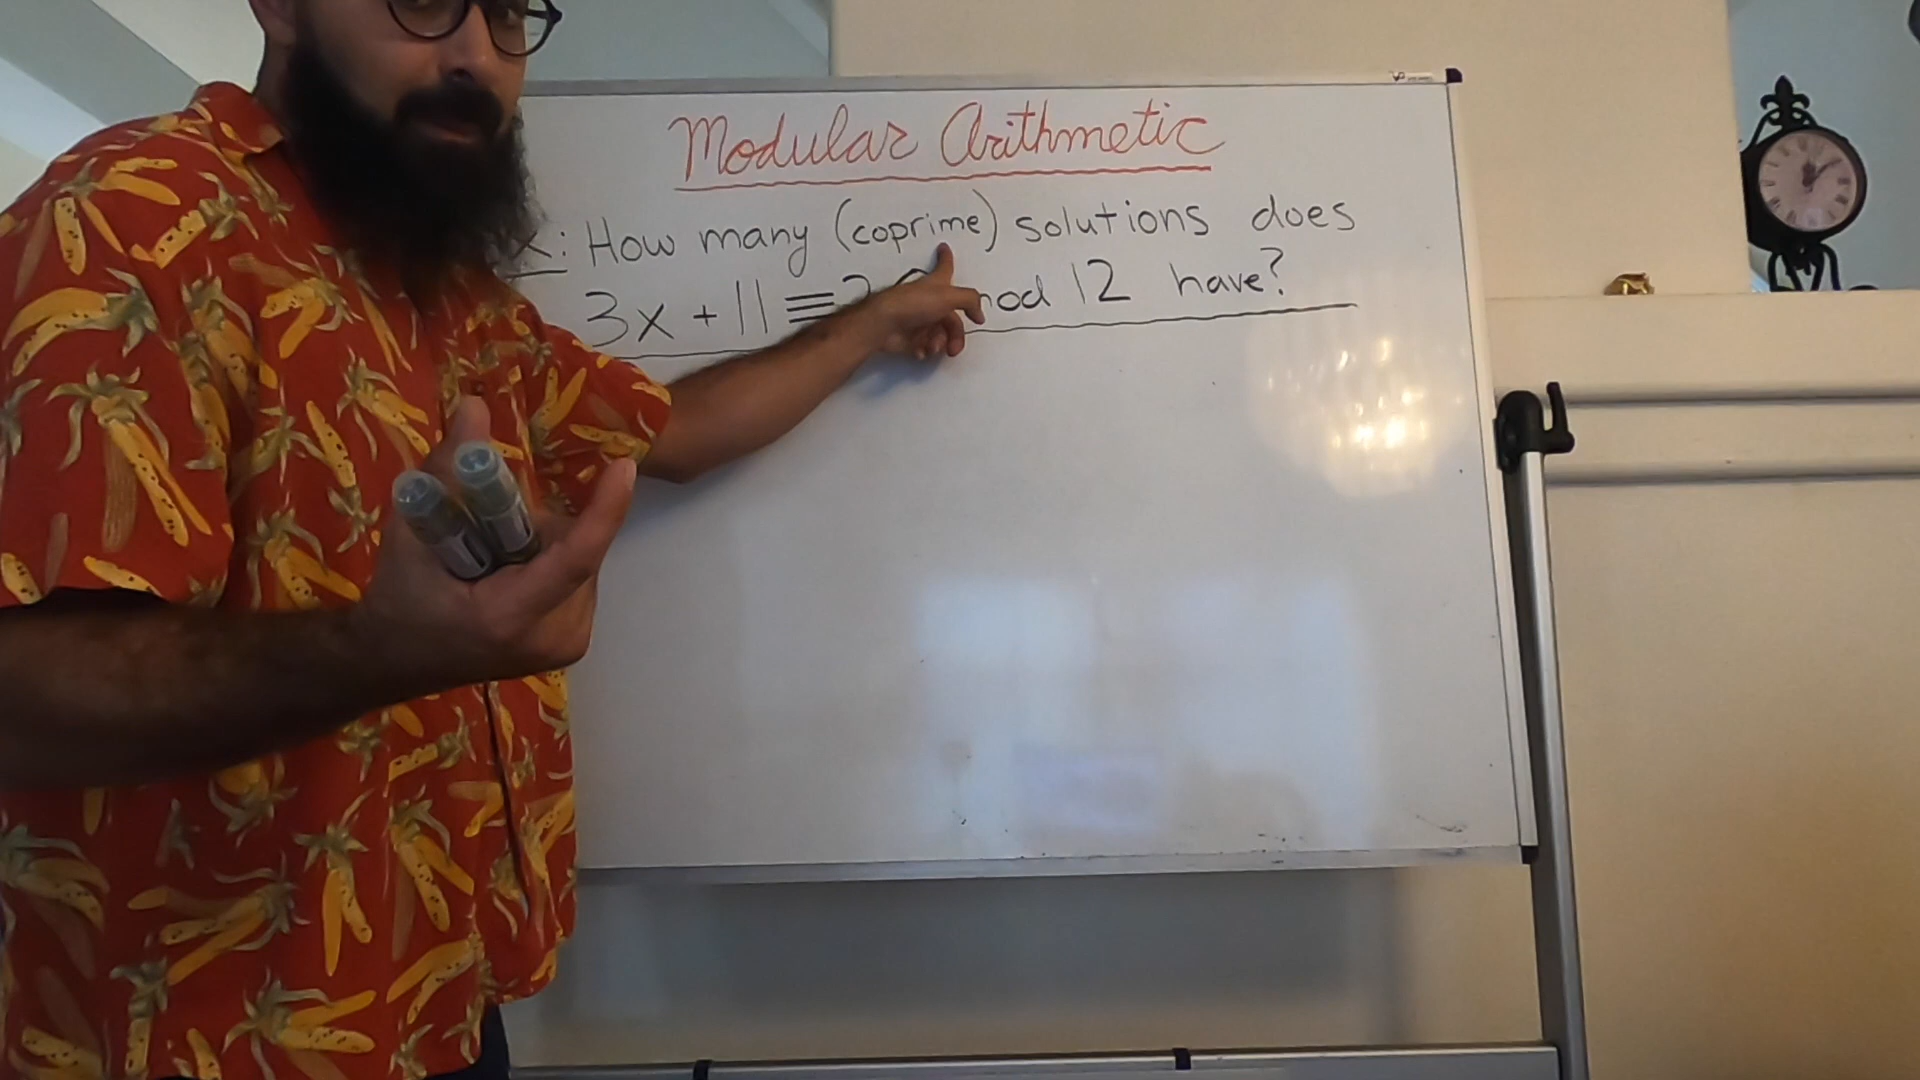 Modular Arithmetic
: How many (coprime) solutions does
3x + 11 ≡ mod 12 have?